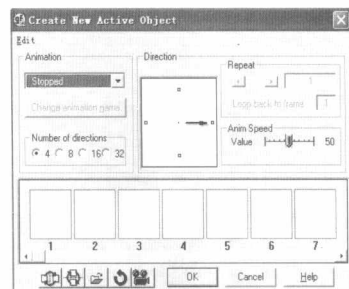 Create New Active Object
Edit
Animation
Stopped
Change animation name
Number of directions
4 8 16 32
Direction
Repeat
1
Loop back to frame 1
Anim Speed
Value 50
1 2 3 4 5 6 7
OK Cancel Help